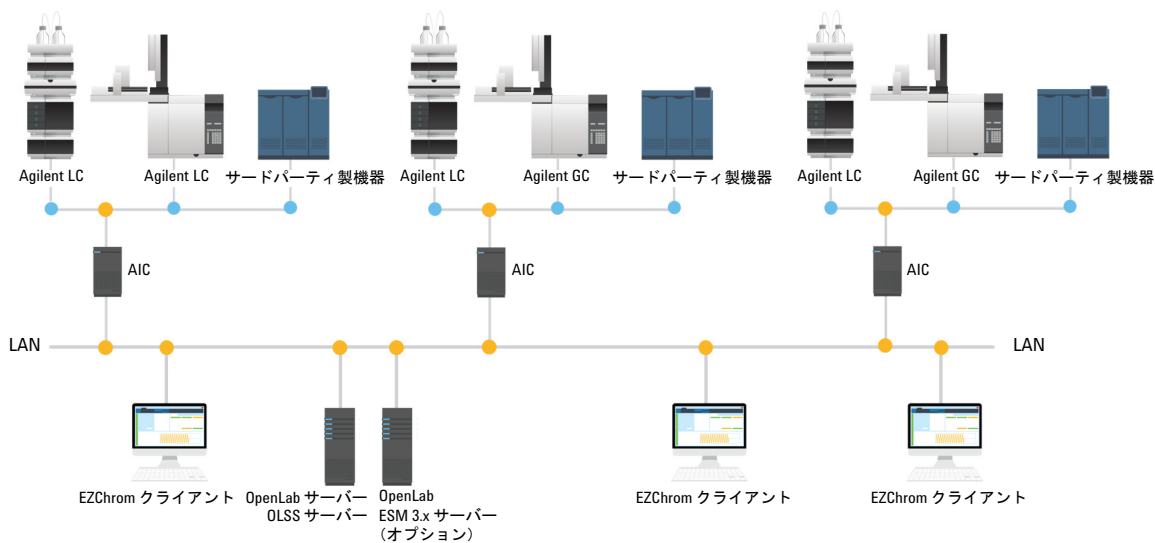 Agilent LC
Agilent LC
サードパーティ製機器
Agilent LC
Agilent GC
サードパーティ製機器
Agilent LC
Agilent GC
サードパーティ製機器
AIC
AIC
AIC
LAN
LAN
EZChrom クライアント
OpenLab サーバー
OLSS サーバー
OpenLab
ESM 3.x サーバー
（オプション）
EZChrom クライアント
EZChrom クライアント